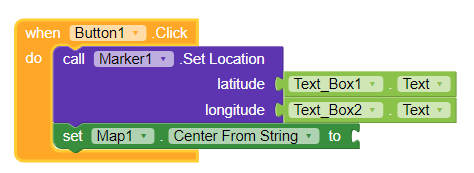 when Button1 .Click
do call Marker1 .Set Location
latitude Text_Box1 . Text
longitude Text_Box2 . Text
set Map1 . Center From String to